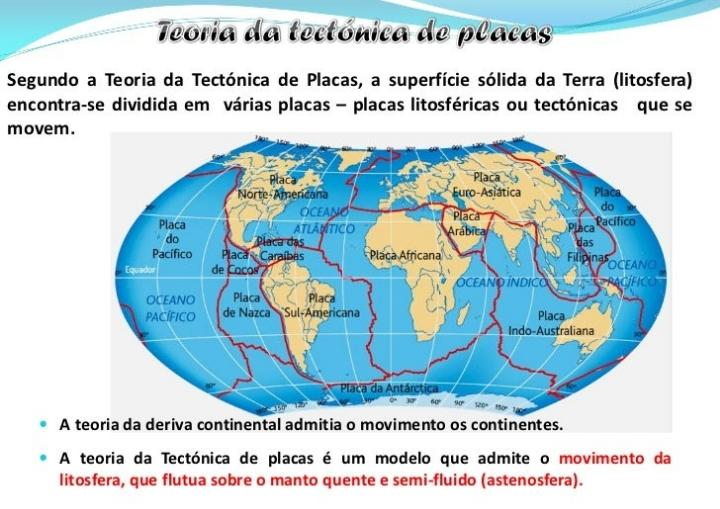 Teoria da tectónica de placas
Segundo a Teoria da Tectónica de Placas, a superfície sólida da Terra (litosfera)
encontra-se dividida em várias placas – placas litosféricas ou tectónicas que se
movem.
Placa
Norte-Americana
Placa
Euro-Asiática
OCEANO
ATLÂNTICO
Placa
do
Pacífico
Placa
Arábica
Placa
do
Pacífico
Placa
das
Filipinas
Placa das
Caraíbas
Placa
de Cocos
Placa Africana
Equador
OCEANO
PACÍFICO
OCEANO ÍNDICO
OCEANO
PACÍFICO
Placa
de Nazca
Placa
Sul-Americana
Placa
Indo-Australiana
Placa da Antárctica
A teoria da deriva continental admitia o movimento os continentes.
A teoria da Tectónica de placas é um modelo que admite o movimento da
litosfera, que flutua sobre o manto quente e semi-fluido (astenosfera).